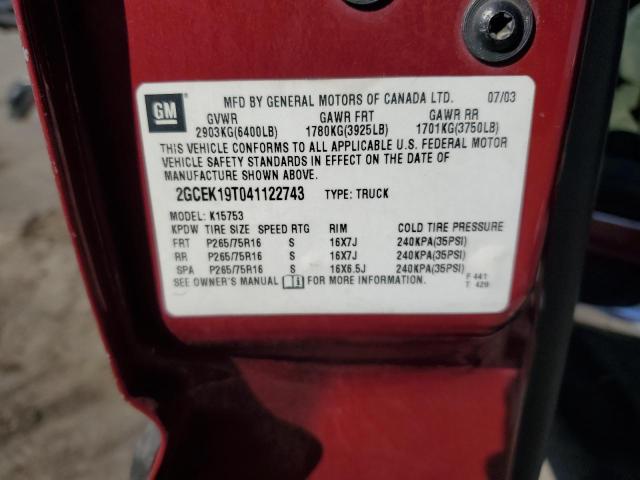 GM
MFD BY GENERAL MOTORS OF CANADA LTD. 07/03
GVWR GAWR FRT GAWR RR
2903KG(6400LB) 1780KG(3925LB) 1701KG(3750LB)
THIS VEHICLE CONFORMS TO ALL APPLICABLE U.S. FEDERAL MOTOR
VEHICLE SAFETY STANDARDS IN EFFECT ON THE DATE OF
MANUFACTURE SHOWN ABOVE.
2GCEK19T041122743 TYPE: TRUCK
MODEL: K15753
KPDW TIRE SIZE SPEED RTG RIM COLD TIRE PRESSURE
FRT P265/75R16 S 16X7J 240KPA(35PSI)
RR P265/75R16 S 16X7J 240KPA(35PSI)
SPA P265/75R16 S 16X6.5J 240KPA(35PSI)
SEE OWNER'S MANUAL i FOR MORE INFORMATION.
F 441
T 429